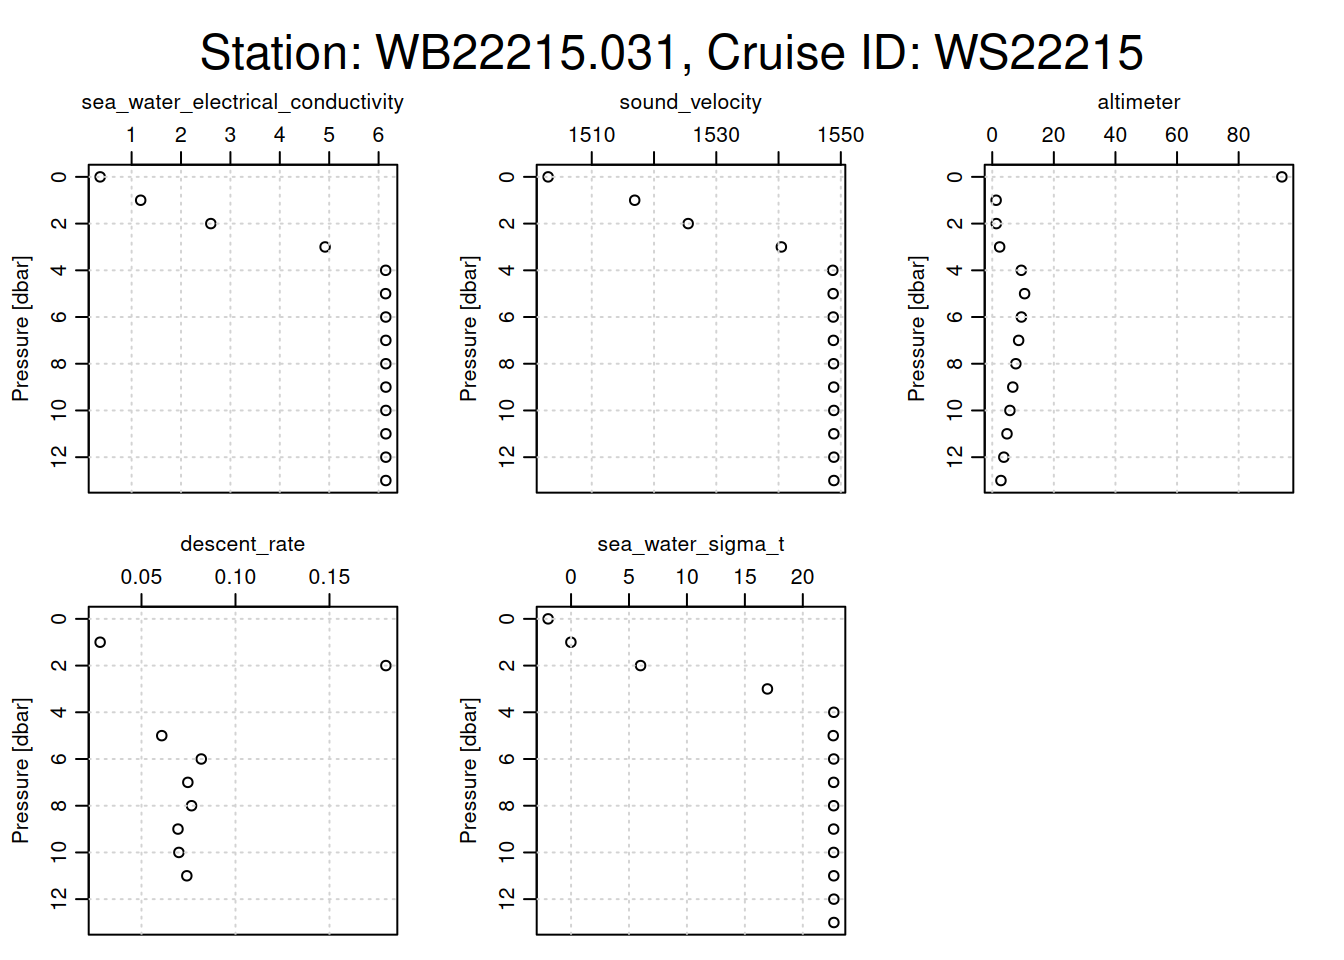 Station: WB22215.031, Cruise ID: WS22215
sea_water_electrical_conductivity
1 2 3 4 5 6
0 2 4 6 8 10 12
Pressure [dbar]
sound_velocity
1510 1530 1550
0 2 4 6 8 10 12
Pressure [dbar]
altimeter
0 20 40 60 80
0 2 4 6 8 10 12
Pressure [dbar]
descent_rate
0.05 0.10 0.15
0 2 4 6 8 10 12
Pressure [dbar]
sea_water_sigma_t
0 5 10 15 20
0 2 4 6 8 10 12
Pressure [dbar]